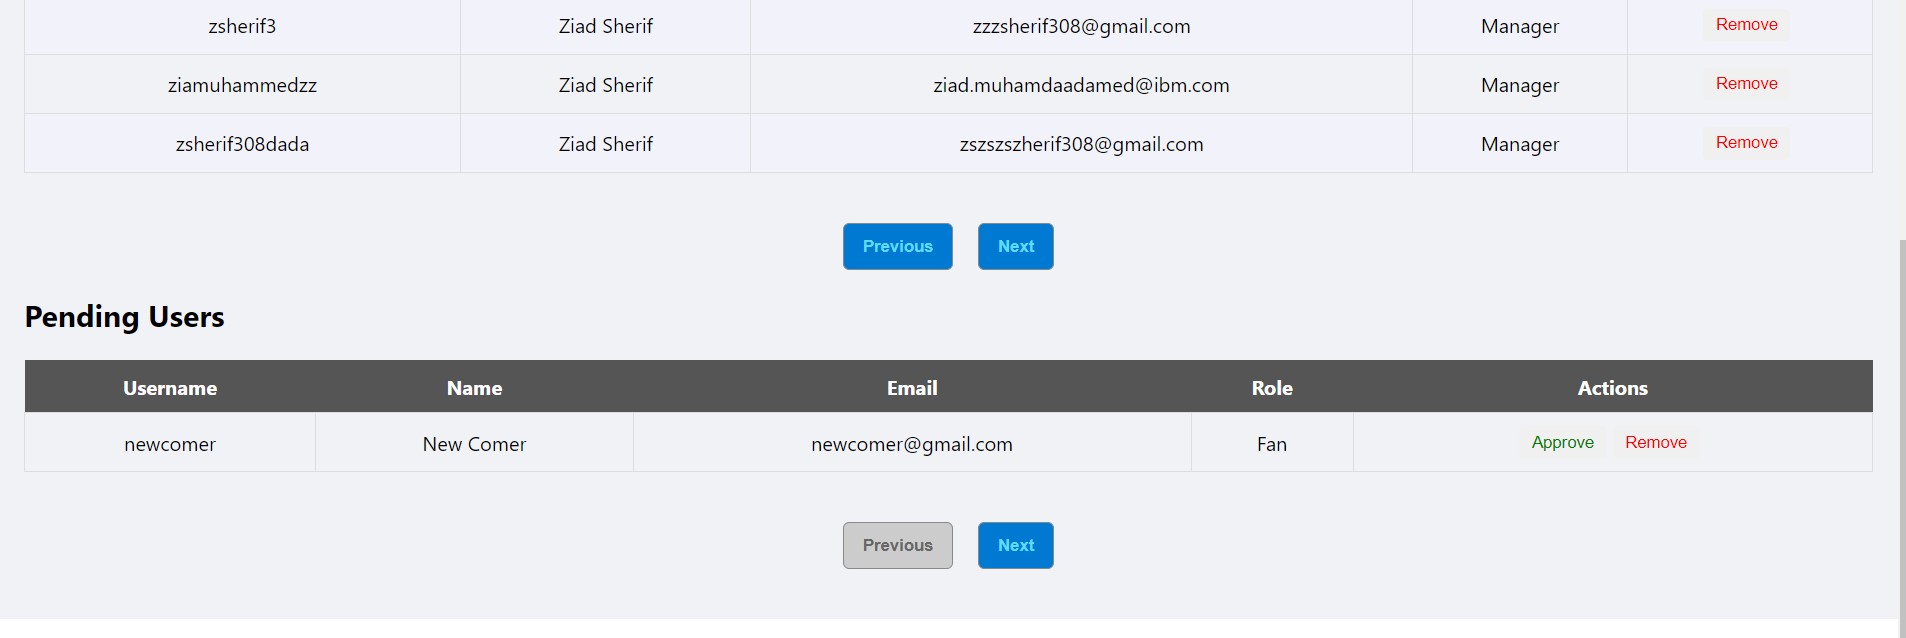 zsherif3 Ziad Sherif zzzsherif308@gmail.com Manager Remove
ziamuhammedzz Ziad Sherif ziad.muhamdaadamed@ibm.com Manager Remove
zsherif308dada Ziad Sherif zszszszherif308@gmail.com Manager Remove
Previous Next
Pending Users
Username Name Email Role Actions
newcomer New Comer newcomer@gmail.com Fan Approve Remove
Previous Next